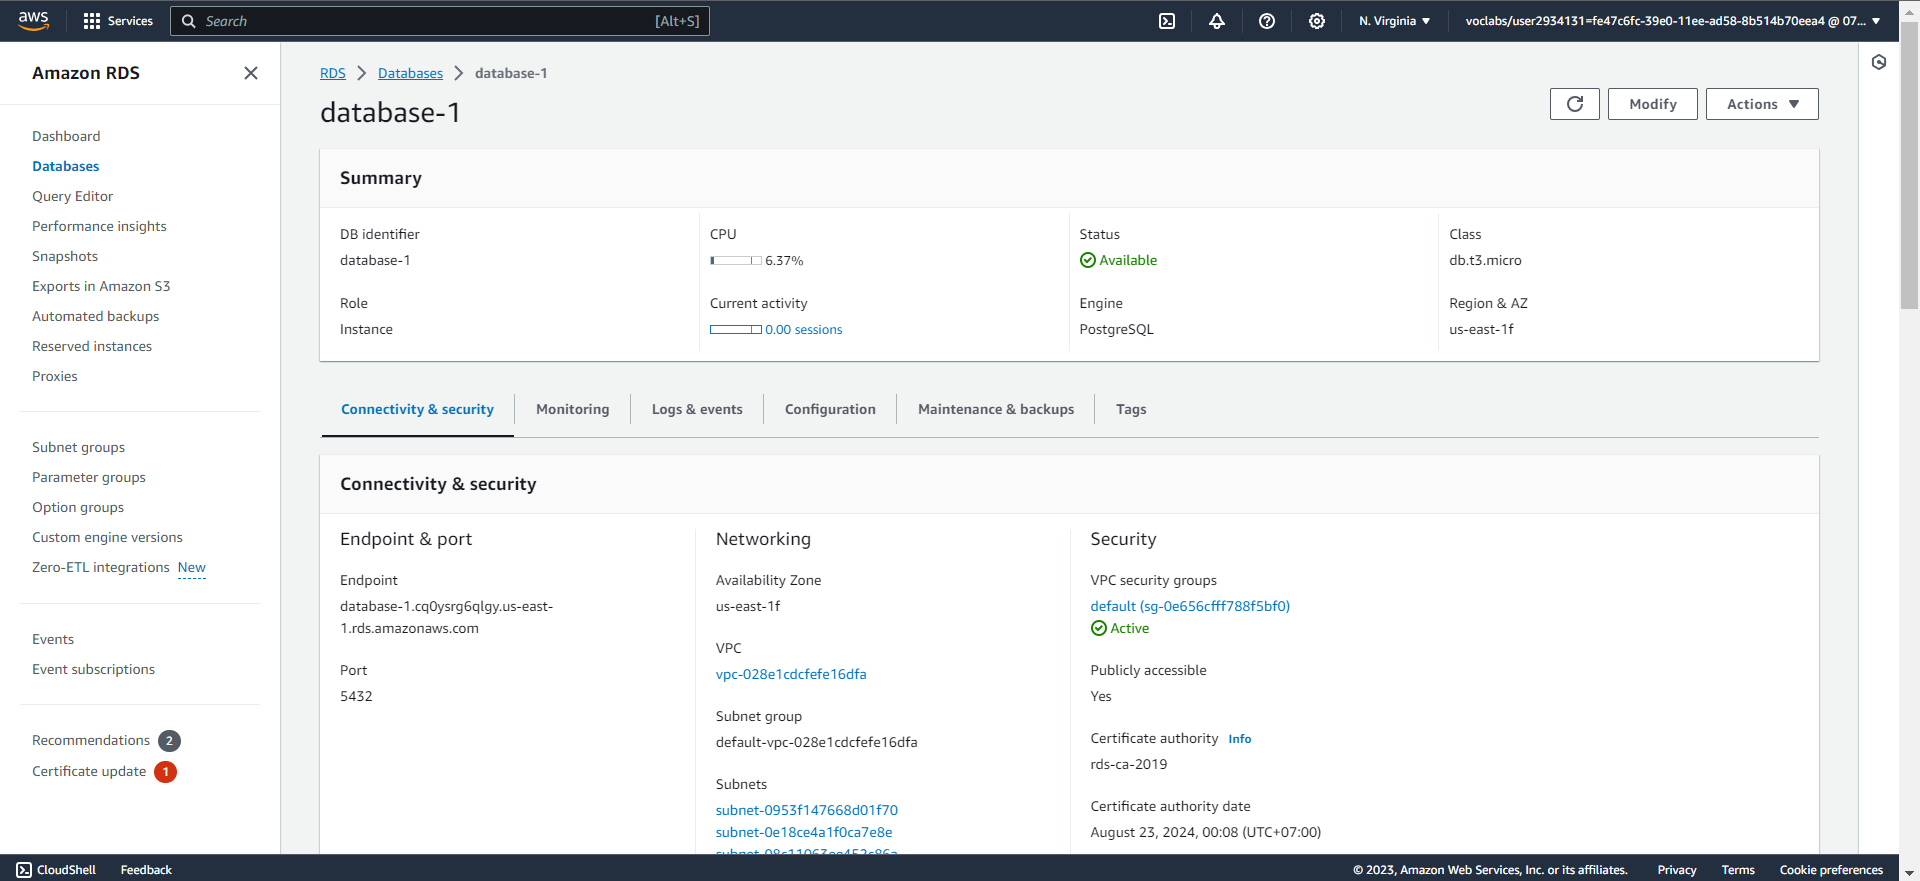 aws
Services
Search
[Alt+S]
N. Virginia
voclabs/user2934131=fe47c6fc-39e0-11ee-ad58-8b514b70eea4 @ 07...
Amazon RDS
Dashboard
Databases
Query Editor
Performance insights
Snapshots
Exports in Amazon S3
Automated backups
Reserved instances
Proxies
Subnet groups
Parameter groups
Option groups
Custom engine versions
Zero-ETL integrations New
Events
Event subscriptions
Recommendations 2
Certificate update 1
RDS
Databases
database-1
database-1
Modify
Actions
Summary
DB identifier
database-1
Role
Instance
CPU
6.37%
Current activity
0.00 sessions
Status
Available
Engine
PostgreSQL
Class
db.t3.micro
Region & AZ
us-east-1f
Connectivity & security
Monitoring
Logs & events
Configuration
Maintenance & backups
Tags
Connectivity & security
Endpoint & port
Endpoint
database-1.cq0ysrg6qlgy.us-east-
1.rds.amazonaws.com
Port
5432
Networking
Availability Zone
us-east-1f
VPC
vpc-028e1cdcfefe16dfa
Subnet group
default-vpc-028e1cdcfefe16dfa
Subnets
subnet-0953f147668d01f70
subnet-0e18ce4a1f0ca7e8e
Security
VPC security groups
default (sg-0e656cfff788f5bf0)
Active
Publicly accessible
Yes
Certificate authority Info
rds-ca-2019
Certificate authority date
August 23, 2024, 00:08 (UTC+07:00)
CloudShell
Feedback
© 2023, Amazon Web Services, Inc. or its affiliates.
Privacy
Terms
Cookie preferences